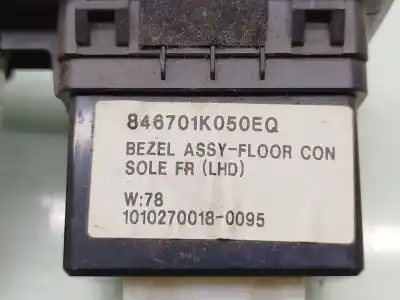 846701K050EQ
BEZEL ASSY-FLOOR CON
SOLE FR (LHD)
W:78
1010270018-0095